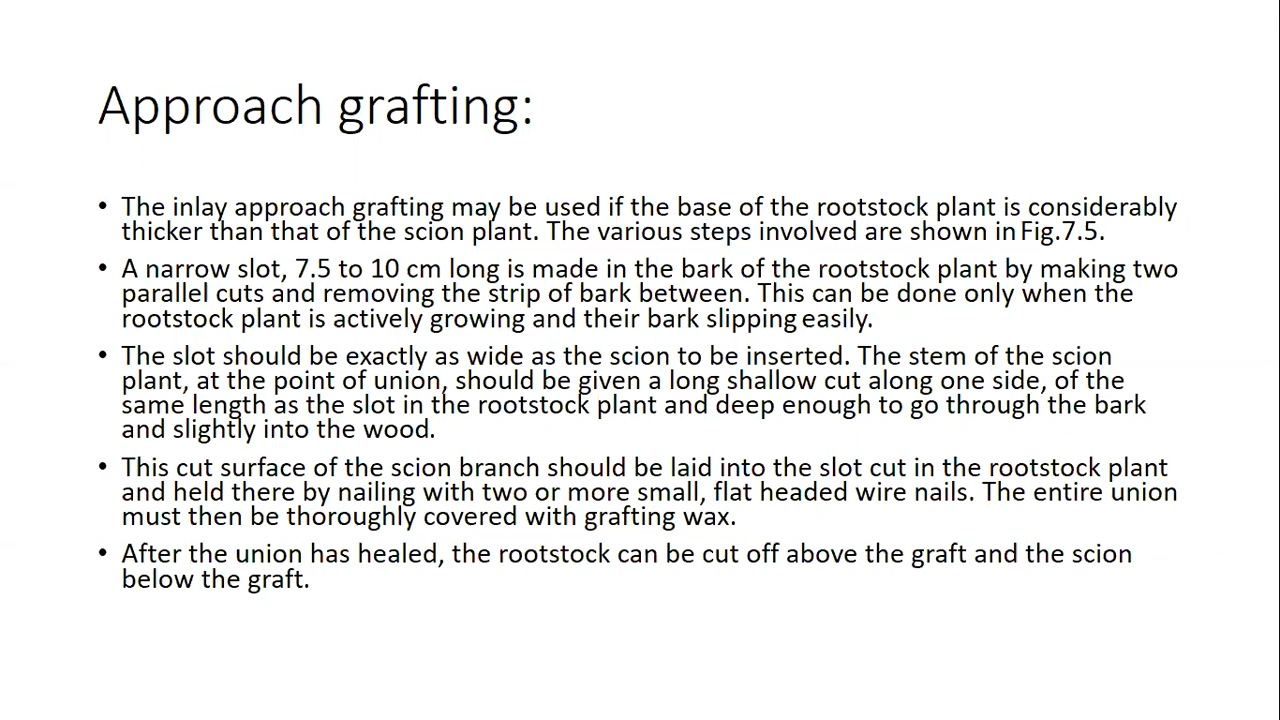 Approach grafting:
• The inlay approach grafting may be used if the base of the rootstock plant is considerably
thicker than that of the scion plant. The various steps involved are shown in Fig.7.5.
• A narrow slot, 7.5 to 10 cm long is made in the bark of the rootstock plant by making two
parallel cuts and removing the strip of bark between. This can be done only when the
rootstock plant is actively growing and their bark slipping easily.
• The slot should be exactly as wide as the scion to be inserted. The stem of the scion
plant, at the point of union, should be given a long shallow cut along one side, of the
same length as the slot in the rootstock plant and deep enough to go through the bark
and slightly into the wood.
• This cut surface of the scion branch should be laid into the slot cut in the rootstock plant
and held there by nailing with two or more small, flat headed wire nails. The entire union
must then be thoroughly covered with grafting wax.
• After the union has healed, the rootstock can be cut off above the graft and the scion
below the graft.